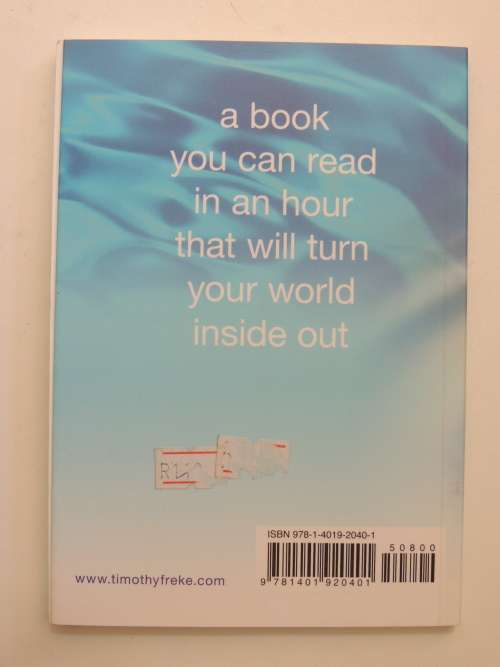 a book
you can read
in an hour
that will turn
your world
inside out
ISBN 978-1-4019-2040-1
50800
9 781401 920401
www.timothyfreke.com